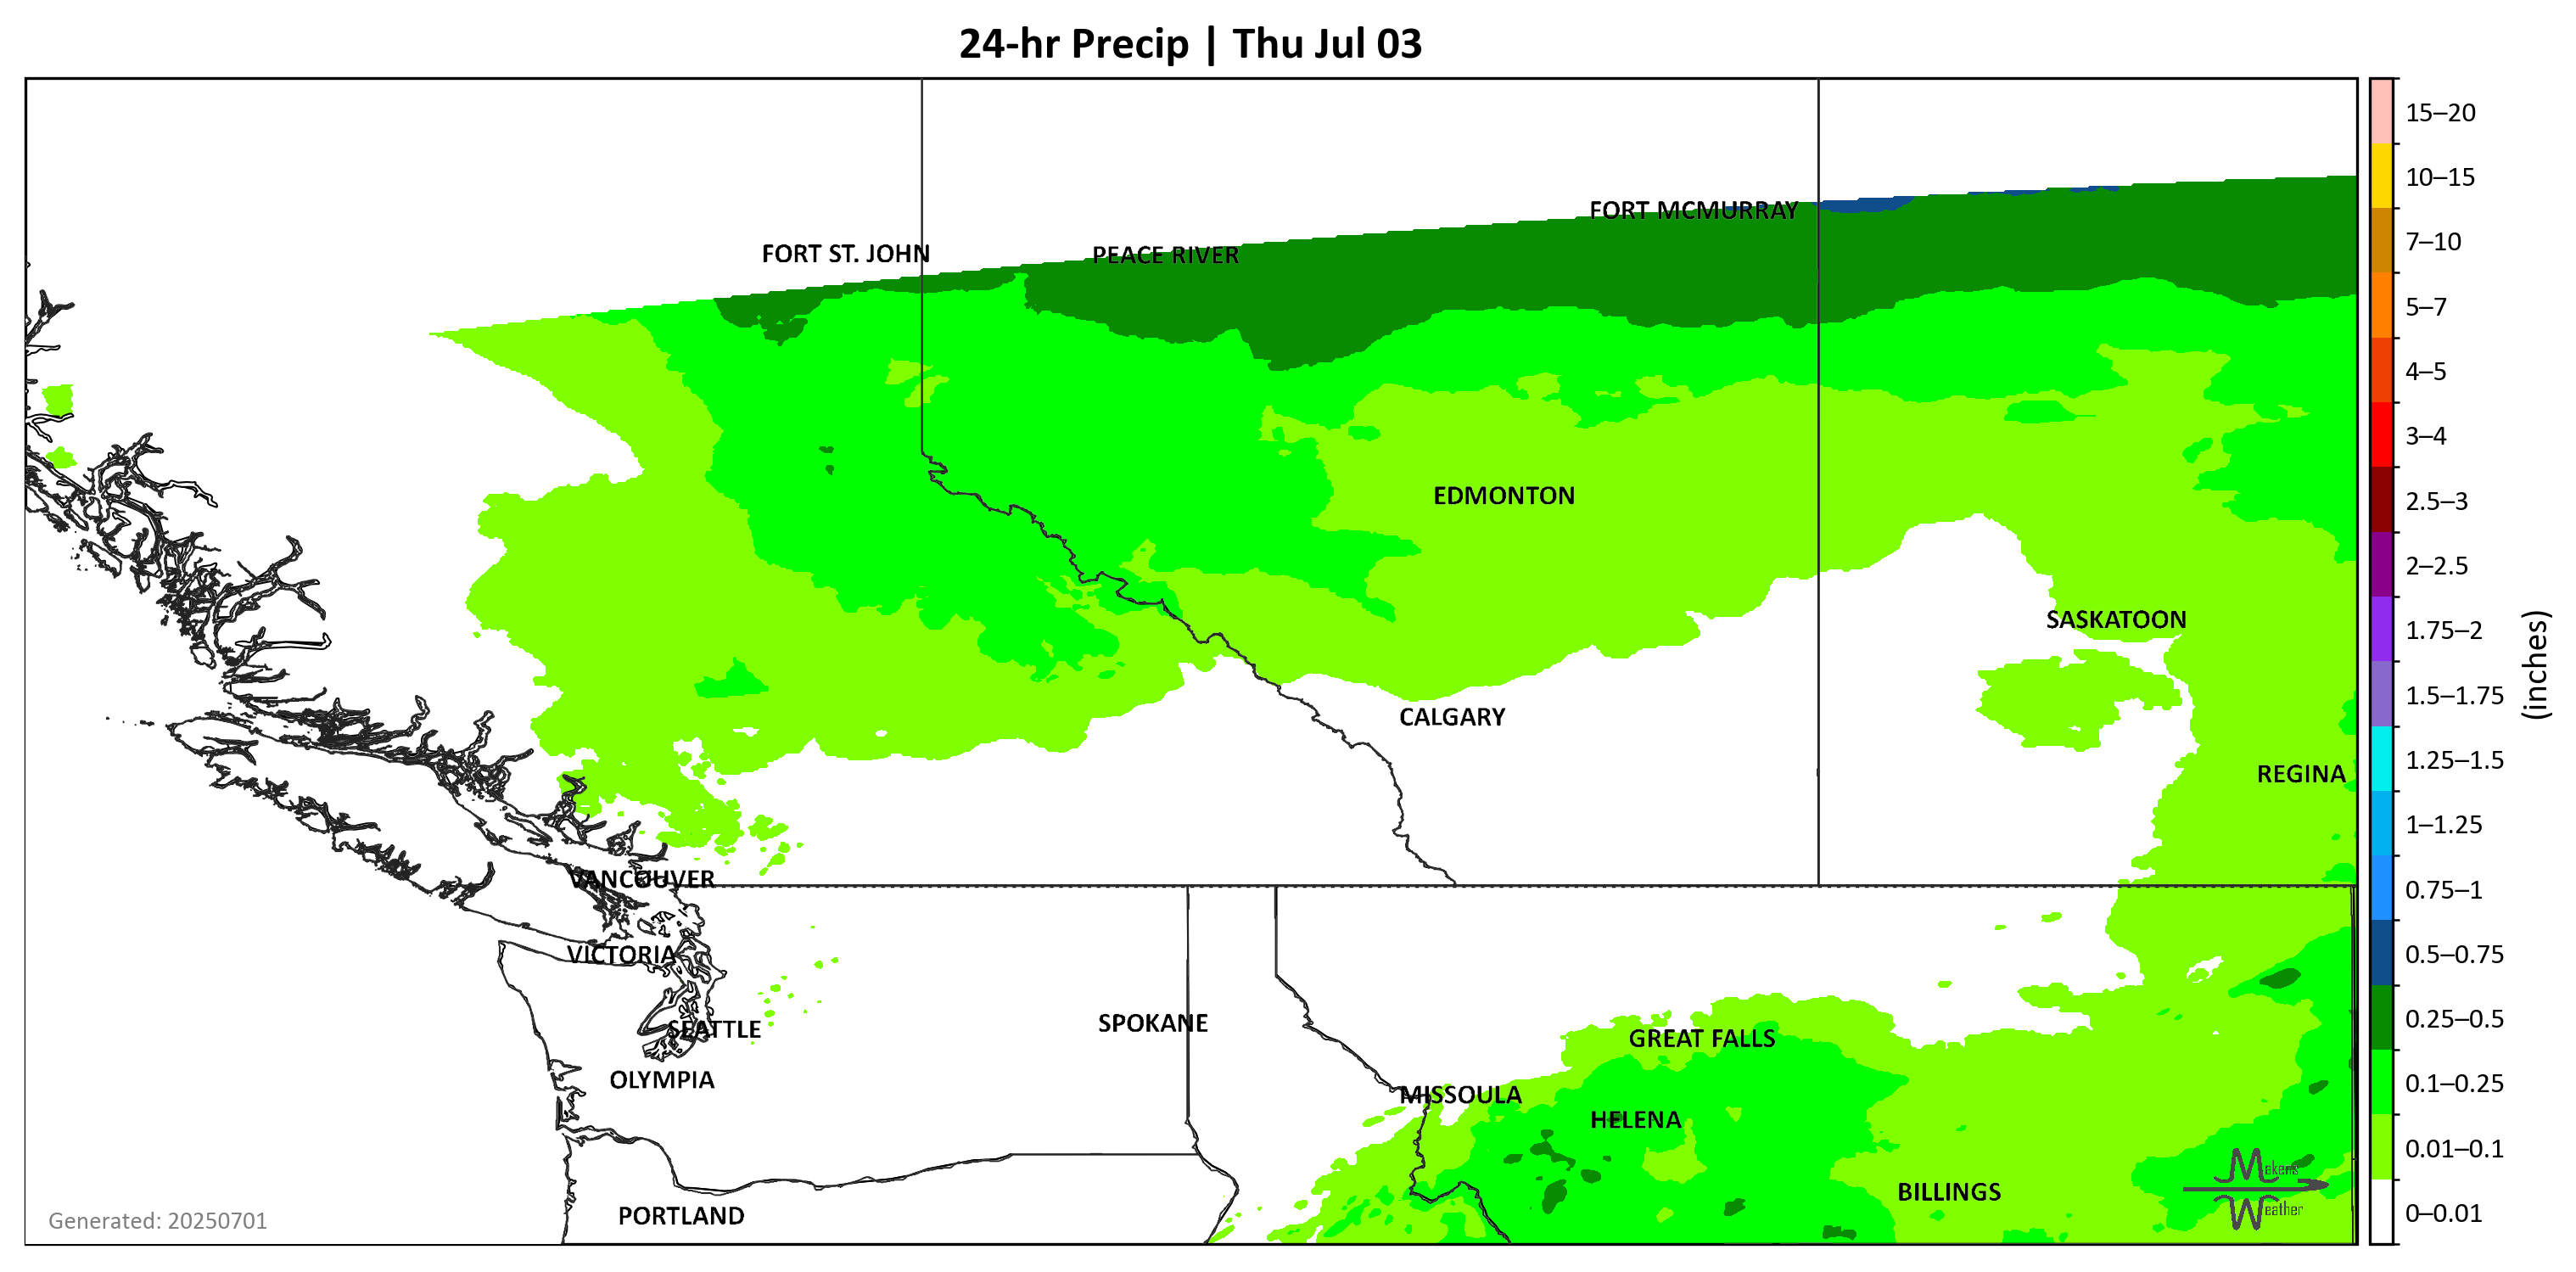 24-hr Precip | Thu Jul 03
15–20
10–15
7–10
5–7
4–5
3–4
2.5–3
2–2.5
1.75–2
1.5–1.75
1.25–1.5
1–1.25
0.75–1
0.5–0.75
0.25–0.5
0.1–0.25
0.01–0.1
0–0.01
(inches)
FORT MCMURRAY
FORT ST. JOHN
PEACE RIVER
EDMONTON
SASKATOON
CALGARY
REGINA
VANCOUVER
VICTORIA
SPOKANE
SEATTLE
GREAT FALLS
OLYMPIA
MISSOULA
HELENA
BILLINGS
PORTLAND
Makens
Weather
Generated: 20250701